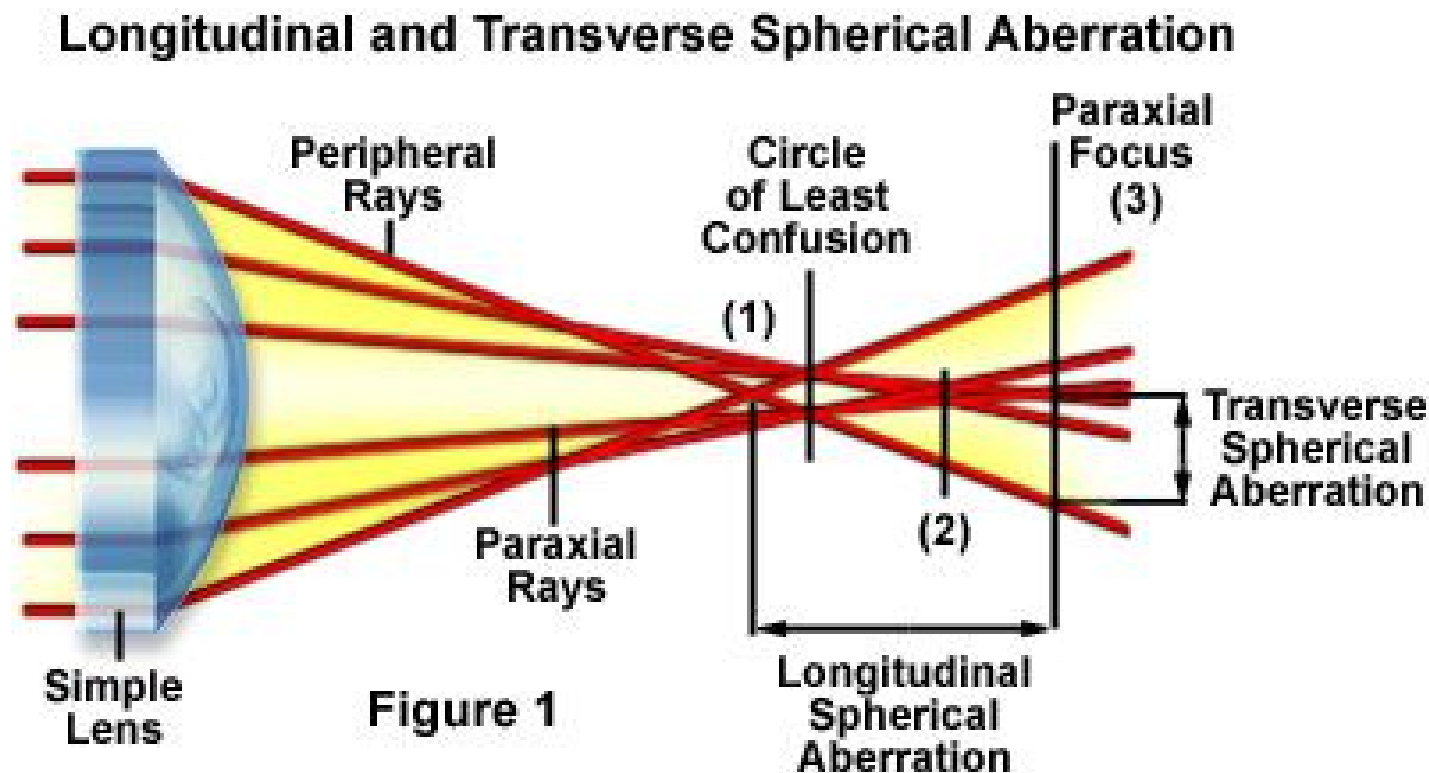 Longitudinal and Transverse Spherical Aberration
Peripheral
Rays
Circle
of Least
Confusion
Paraxial
Focus
(3)
(1)
Transverse
Spherical
Aberration
(2)
Paraxial
Rays
Simple
Lens
Figure 1
Longitudinal
Spherical
Aberration